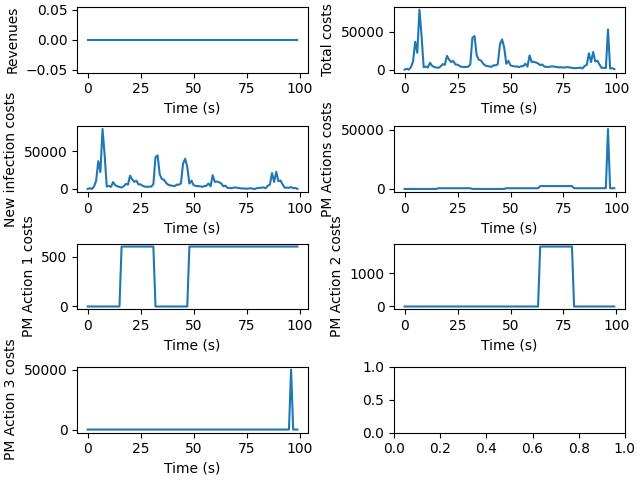 Revenues
0.05
0.00
−0.05
0 25 50 75 100
Time (s)
Total costs
50000
0
0 25 50 75 100
Time (s)
New infection costs
50000
0
0 25 50 75 100
Time (s)
PM Actions costs
50000
0
0 25 50 75 100
Time (s)
PM Action 1 costs
500
0
0 25 50 75 100
Time (s)
PM Action 2 costs
1000
0
0 25 50 75 100
Time (s)
PM Action 3 costs
50000
0
0 25 50 75 100
Time (s)
1.0
0.5
0.0
0.0 0.2 0.4 0.6 0.8 1.0